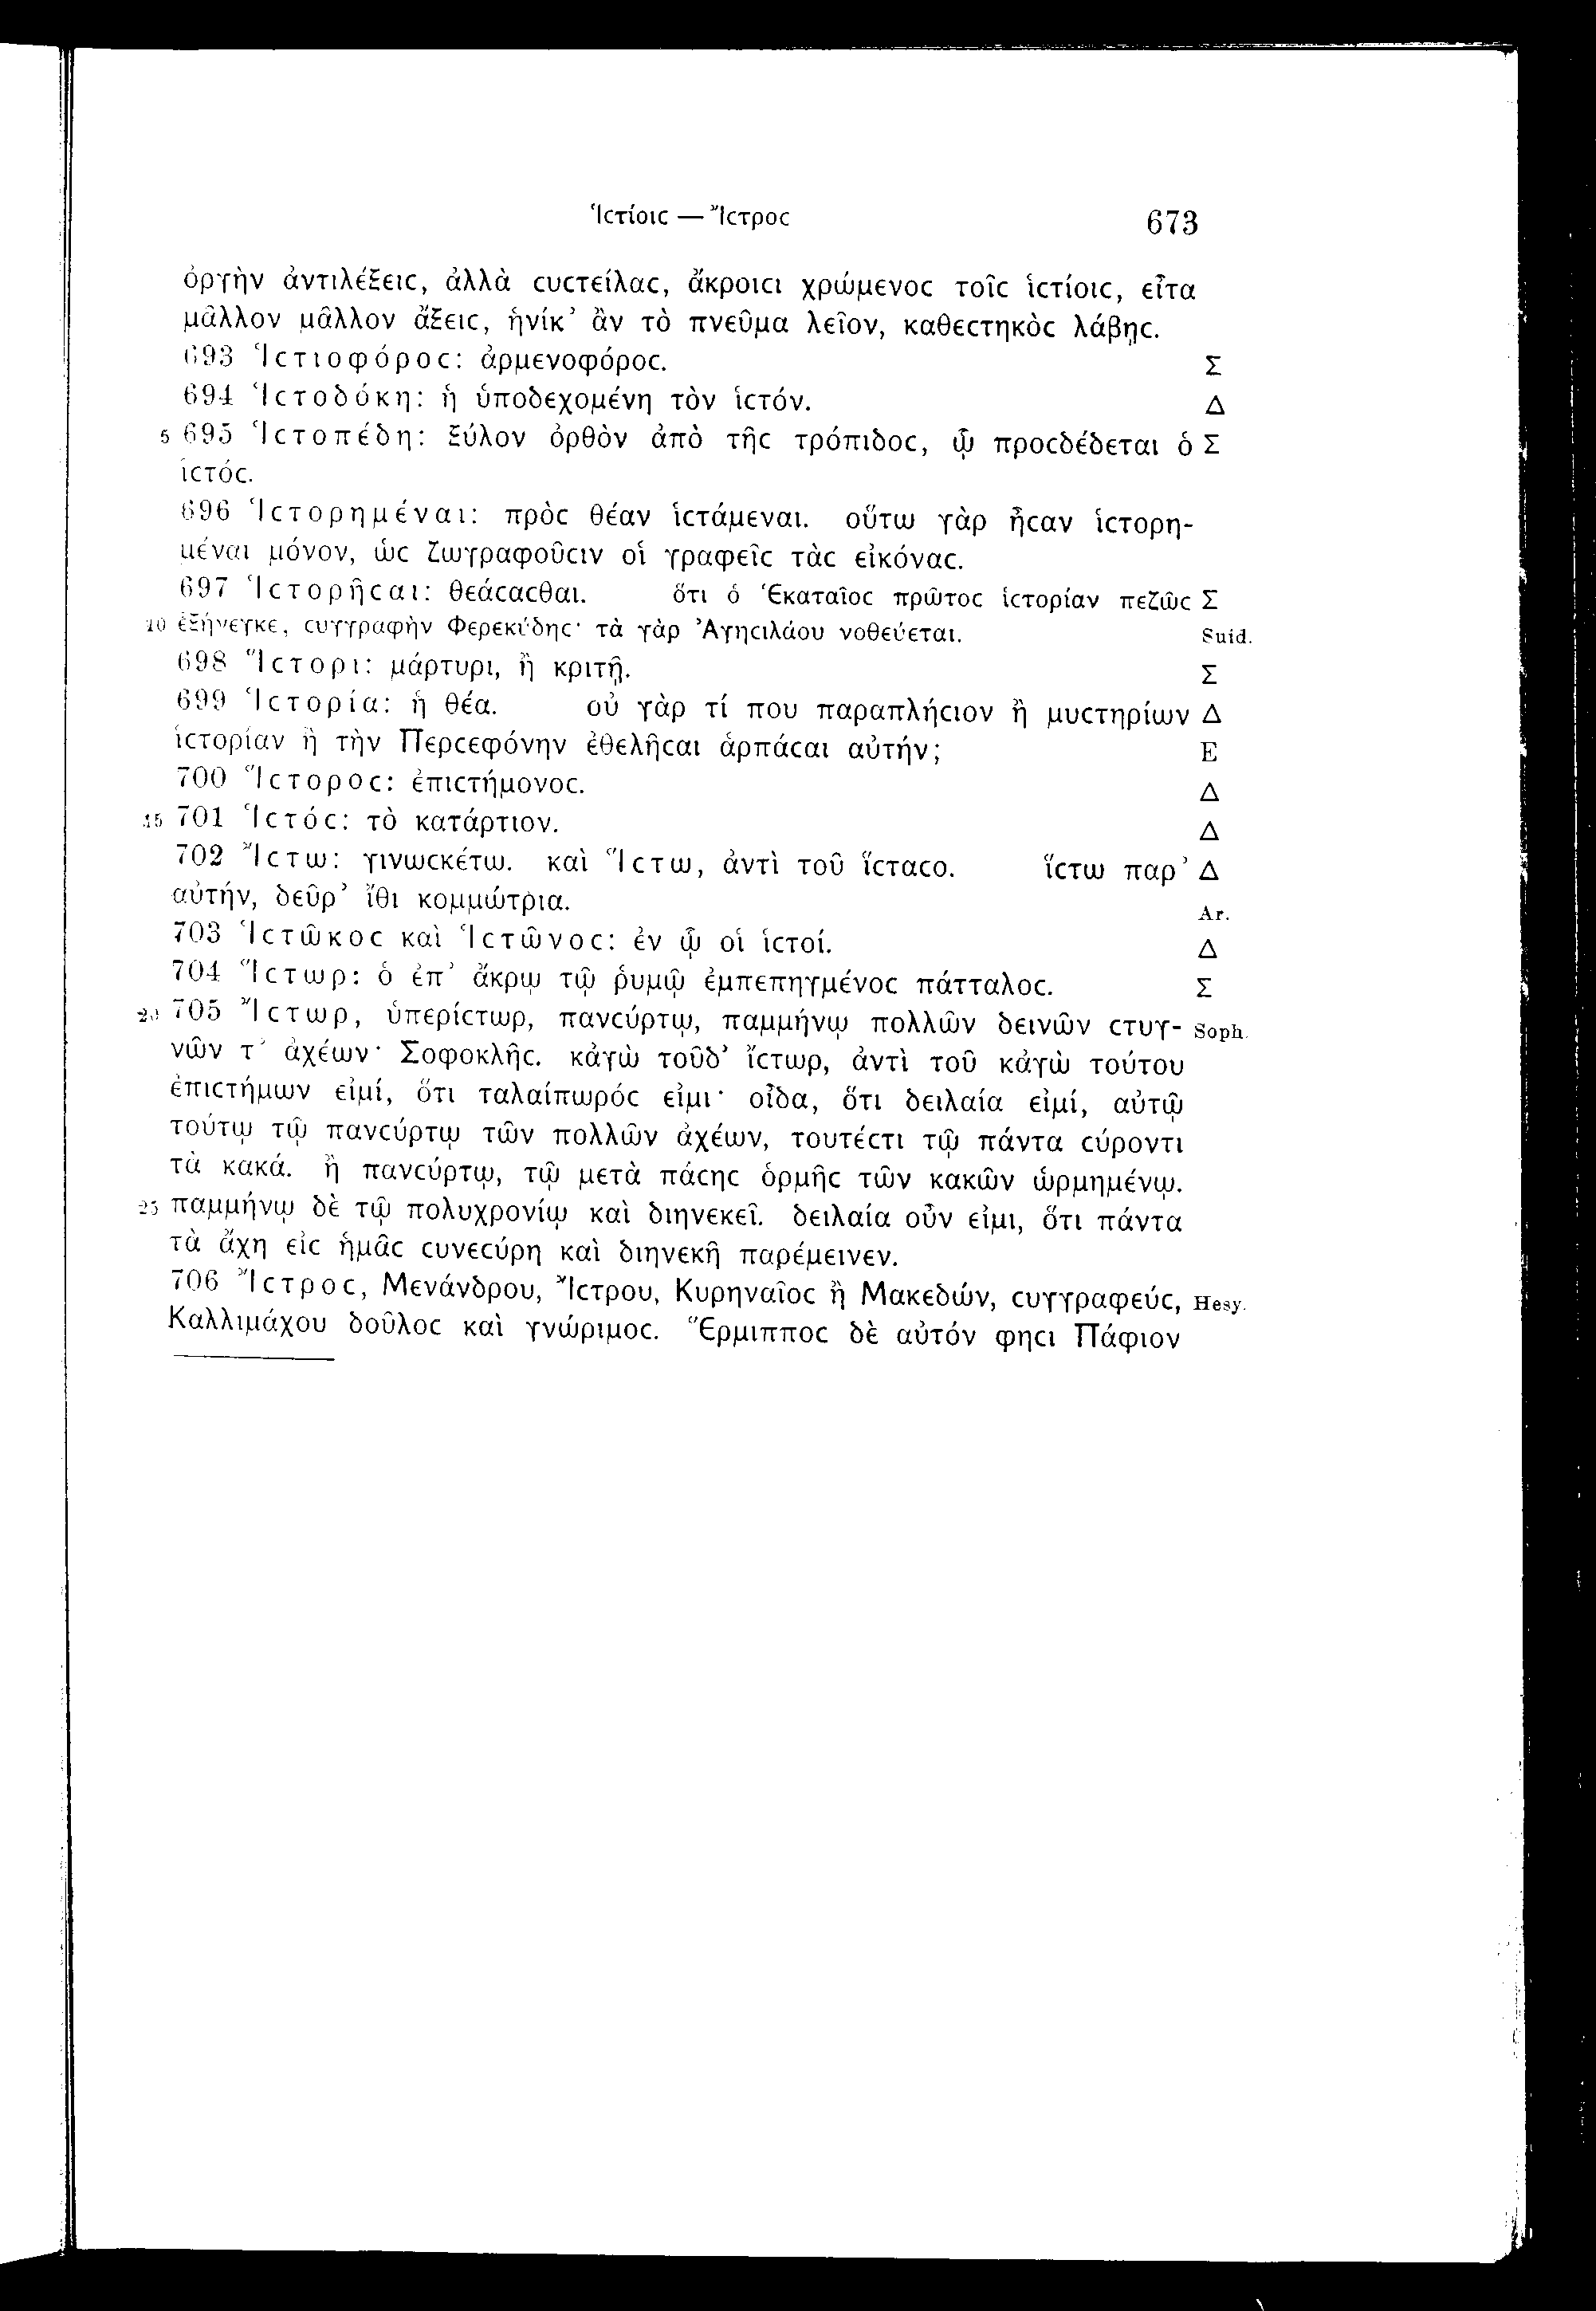 Ἱϲτίοιϲ — Ἴϲτροϲ 673
ὀργὴν ἀντιλέξειϲ, ἀλλὰ ϲυϲτείλαϲ, ἄκροιϲι χρώμενοϲ τοῖϲ ἱϲτίοιϲ, εἶτα
μᾶλλον μᾶλλον ἄξειϲ, ἡνίκ’ ἂν τὸ πνεῦμα λεῖον, καθεϲτηκὸϲ λάβῃϲ.
693 Ἱϲτιοφόροϲ: ἀρμενοφόροϲ. Σ
694 Ἱϲτοδόκη: ἡ ὑποδεχομένη τὸν ἱϲτόν. Δ
5 695 Ἱϲτοπέδη: ξύλον ὀρθὸν ἀπὸ τῆϲ τρόπιδοϲ, ᾧ προϲδέδεται ὁ Σ
ἱϲτόϲ.
696 Ἱϲτορημέναι: πρὸϲ θέαν ἱϲτάμεναι. οὕτω γὰρ ἦϲαν ἱϲτορη-
μέναι μόνον, ὡϲ ζωγραφοῦϲιν οἱ γραφεῖϲ τὰϲ εἰκόναϲ.
697 Ἱϲτορῆϲαι: θεάϲαϲθαι. ὅτι ὁ Ἑκαταῖοϲ πρῶτοϲ ἱϲτορίαν πεζῶϲ Σ
10 ἐξήνεγκε, ϲυγγραφὴν Φερεκύδηϲ· τὰ γὰρ Ἀγηϲιλάου νοθεύεται. Suid.
698 Ἵϲτορι: μάρτυρι, ἢ κριτῇ. Σ
699 Ἱϲτορία: ἡ θέα. οὐ γὰρ τί που παραπλήϲιον ἢ μυϲτηρίων Δ
ἱϲτορίαν ἢ τὴν Περϲεφόνην ἐθελῆϲαι ἁρπάϲαι αὐτήν; E
700 Ἵϲτοροϲ: ἐπιϲτήμονοϲ. Δ
15 701 Ἱϲτόϲ: τὸ κατάρτιον. Δ
702 Ἴϲτω: γινωϲκέτω. καὶ Ἵϲτω, ἀντὶ τοῦ ἵϲταϲο. ἵϲτω παρ’ Δ
αὐτήν, δεῦρ’ ἴθι κομμώτρια. Ar.
703 Ἱϲτῶκοϲ καὶ Ἱϲτῶνοϲ: ἐν ᾧ οἱ ἱϲτοί. Δ
704 Ἵϲτωρ: ὁ ἐπ’ ἄκρῳ τῷ ῥυμῷ ἐμπεπηγμένοϲ πάτταλοϲ. Σ
20 705 Ἴϲτωρ, ὑπερίϲτωρ, πανϲύρτῳ, παμμήνῳ πολλῶν δεινῶν ϲτυγ- Soph.
νῶν τ’ ἀχέων· Σοφοκλῆϲ. κἀγὼ τοῦδ’ ἴϲτωρ, ἀντὶ τοῦ κἀγὼ τούτου
ἐπιϲτήμων εἰμί, ὅτι ταλαίπωρόϲ εἰμι· οἶδα, ὅτι δειλαία εἰμί, αὐτῷ
τούτῳ τῷ πανϲύρτῳ τῶν πολλῶν ἀχέων, τουτέϲτι τῷ πάντα ϲύροντι
τὰ κακά. ἢ πανϲύρτῳ, τῷ μετὰ πάϲηϲ ὁρμῆϲ τῶν κακῶν ὡρμημένῳ.
25 παμμήνῳ δὲ τῷ πολυχρονίῳ καὶ διηνεκεῖ. δειλαία οὖν εἰμι, ὅτι πάντα
τὰ ἄχη εἰϲ ἡμᾶϲ ϲυνεϲύρη καὶ διηνεκῆ παρέμεινεν.
706 Ἴϲτροϲ, Μενάνδρου, Ἴϲτρου, Κυρηναῖοϲ ἢ Μακεδών, ϲυγγραφεύϲ, Hesy.
Καλλιμάχου δοῦλοϲ καὶ γνώριμοϲ. Ἕρμιπποϲ δὲ αὐτόν φηϲι Πάφιον